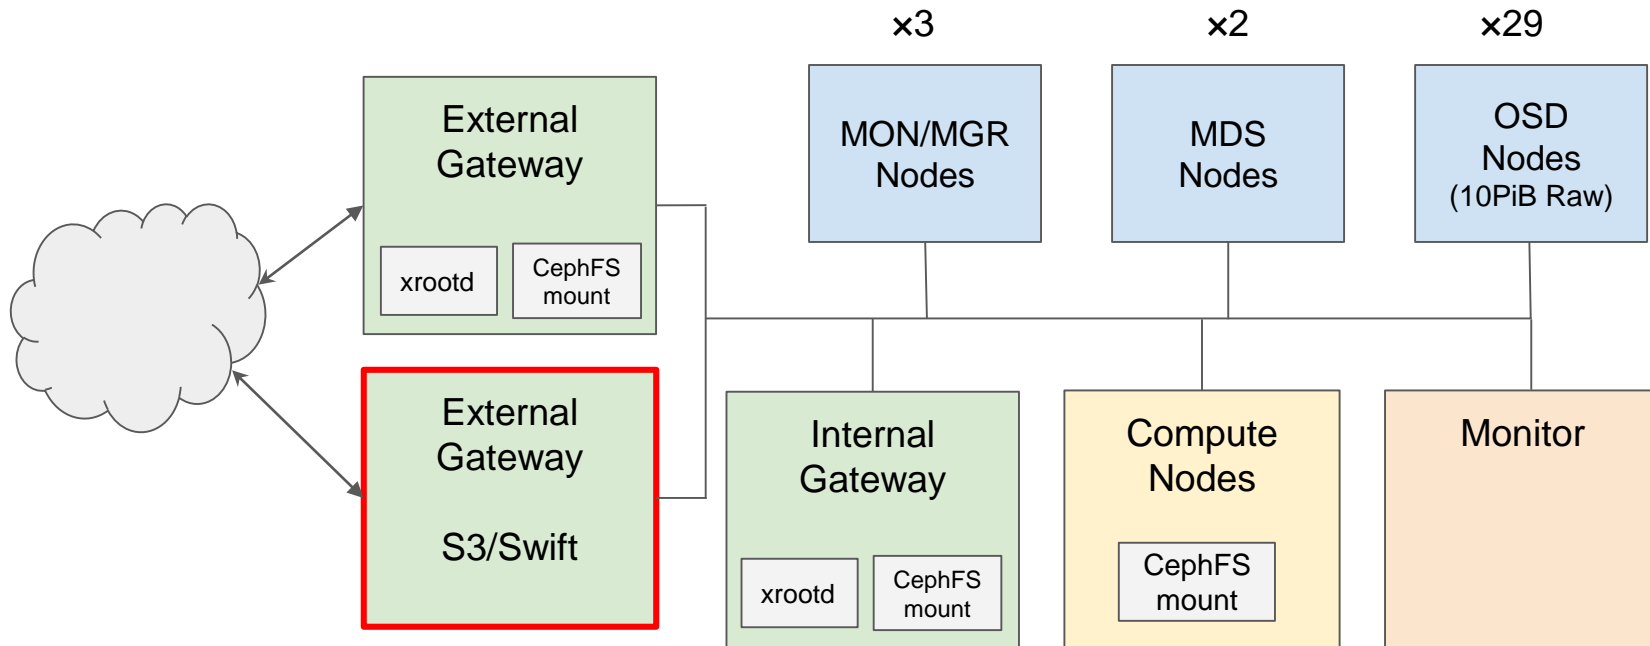 ×3
×2
×29
External
Gateway
xrootd
CephFS
mount
MON/MGR
Nodes
MDS
Nodes
OSD
Nodes
(10PiB Raw)
External
Gateway
S3/Swift
Internal
Gateway
xrootd
CephFS
mount
Compute
Nodes
CephFS
mount
Monitor